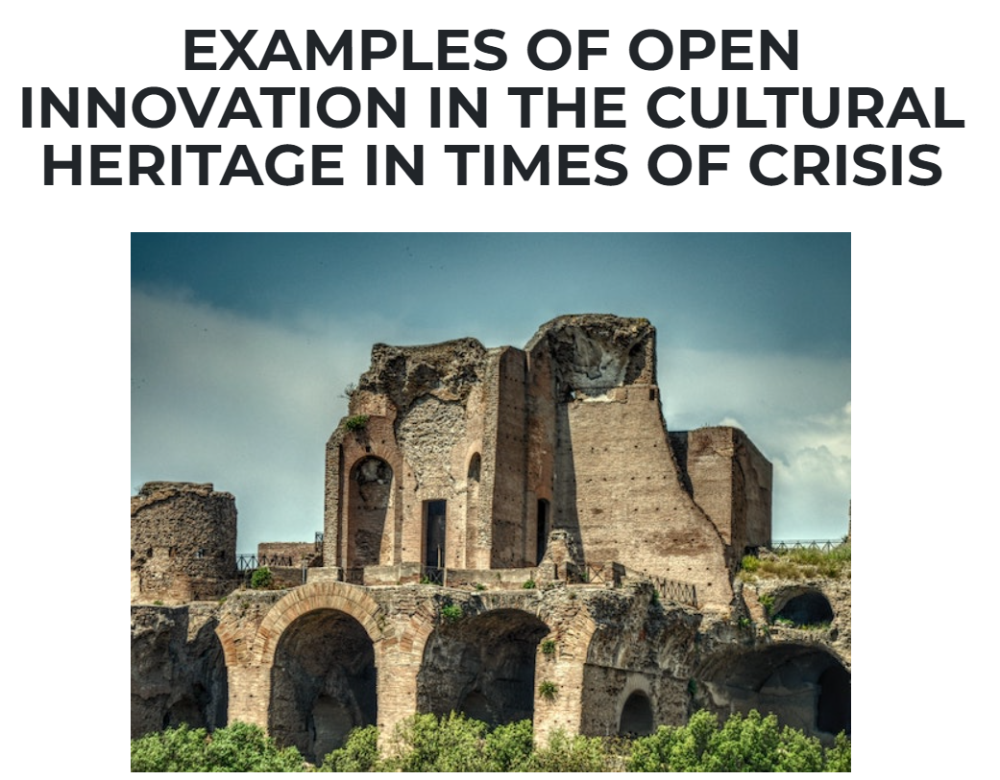 EXAMPLES OF OPEN
INNOVATION IN THE CULTURAL
HERITAGE IN TIMES OF CRISIS